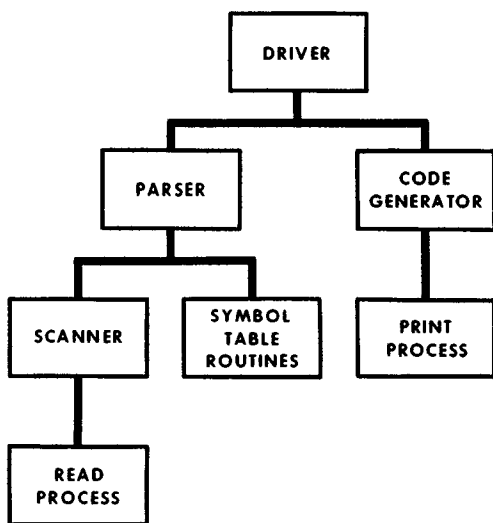 DRIVER
PARSER
CODE
GENERATOR
SCANNER
SYMBOL
TABLE
ROUTINES
PRINT
PROCESS
READ
PROCESS